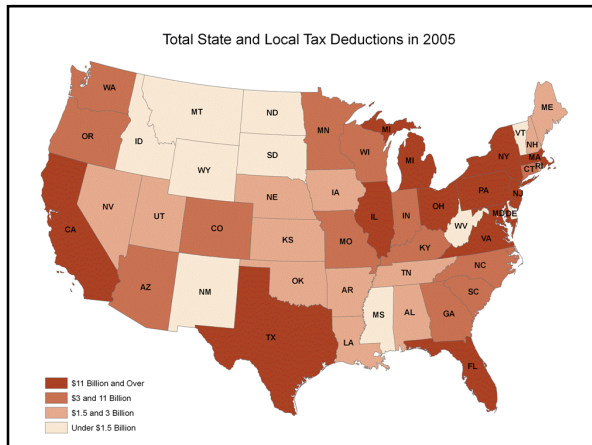 Total State and Local Tax Deductions in 2005
WA
MT
ND
MN
ME
OR
ID
SD
WI
MI
VT
NH
NY
MA
WY
MI
CT
RI
NV
UT
NE
IA
IL
IN
OH
PA
NJ
CA
CO
KS
MO
KY
WV
MD
DE
VA
AZ
NM
OK
AR
TN
NC
SC
TX
LA
MS
AL
GA
FL
$11 Billion and Over
$3 and 11 Billion
$1.5 and 3 Billion
Under $1.5 Billion